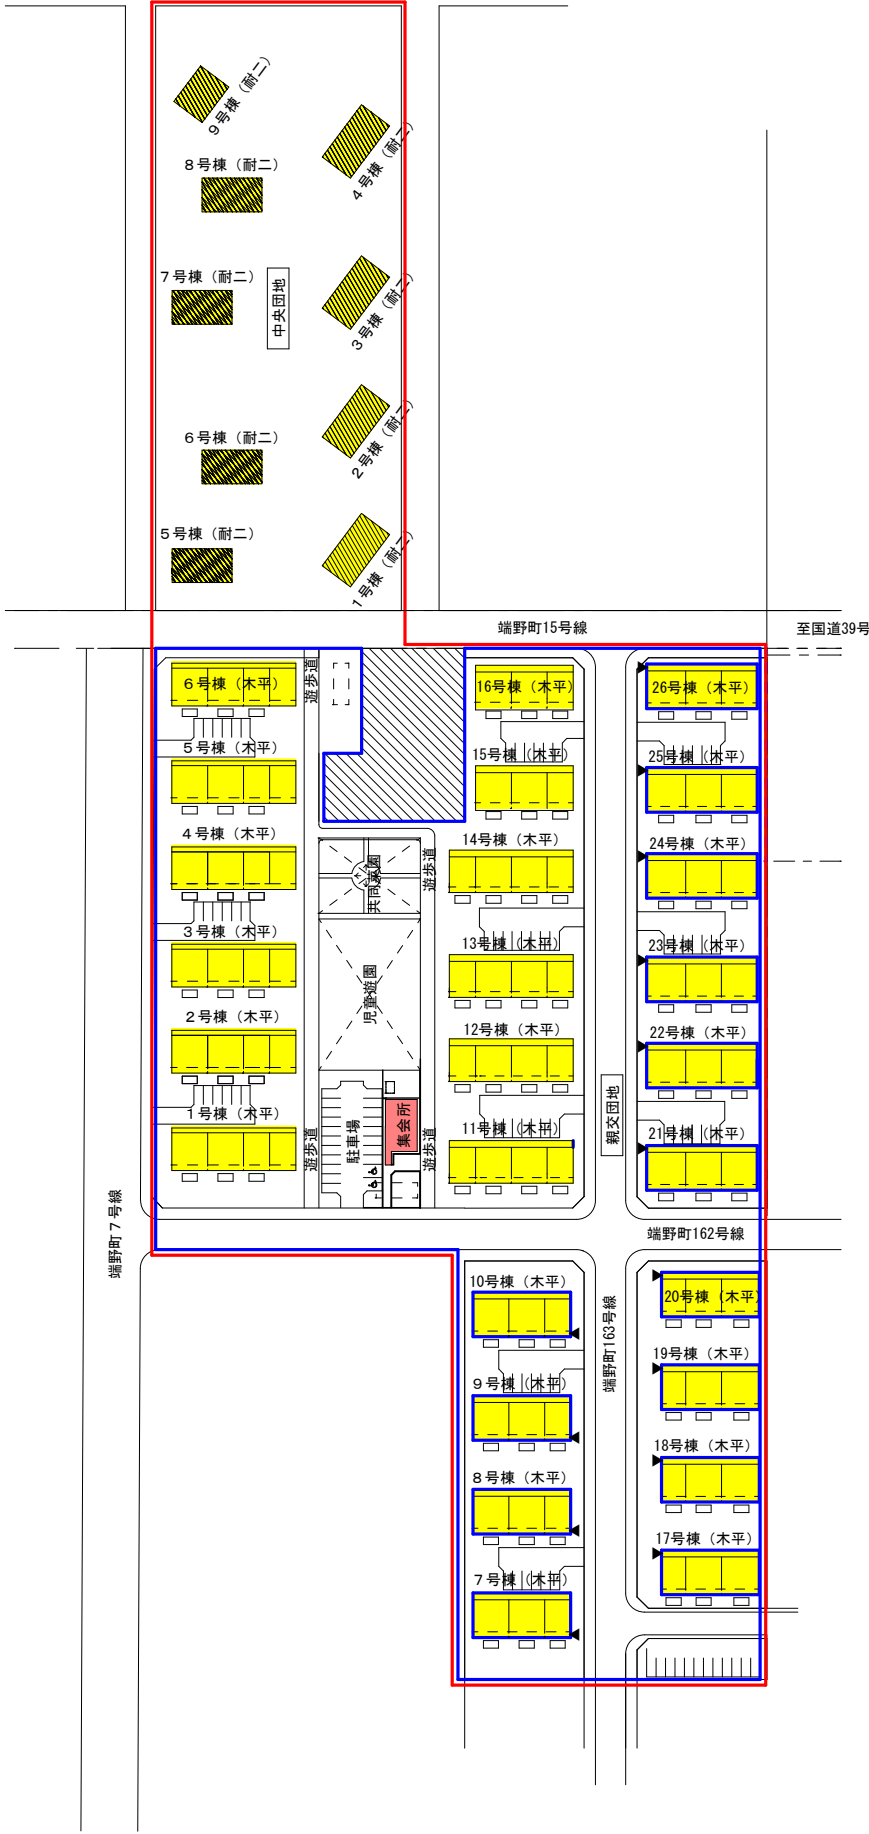 ９号棟（耐二）
４号棟（耐二）
８号棟（耐二）
７号棟（耐二）
中央団地
３号棟（耐二）
６号棟（耐二）
２号棟（耐二）
５号棟（耐二）
１号棟（耐二）
端野町15号線
至国道39号
６号棟（木平）
遊歩道
16号棟（木平）
26号棟（木平）
５号棟（木平）
15号棟（木平）
25号棟（木平）
４号棟（木平）
14号棟（木平）
24号棟（木平）
共同菜園
遊歩道
３号棟（木平）
13号棟（木平）
23号棟（木平）
児童遊園
２号棟（木平）
12号棟（木平）
22号棟（木平）
１号棟（木平）
遊歩道
駐車場
集会所
遊歩道
11号棟（木平）
親交団地
21号棟（木平）
端野町７号線
端野町162号線
10号棟（木平）
端野町163号線
20号棟（木平）
９号棟（木平）
19号棟（木平）
８号棟（木平）
18号棟（木平）
７号棟（木平）
17号棟（木平）